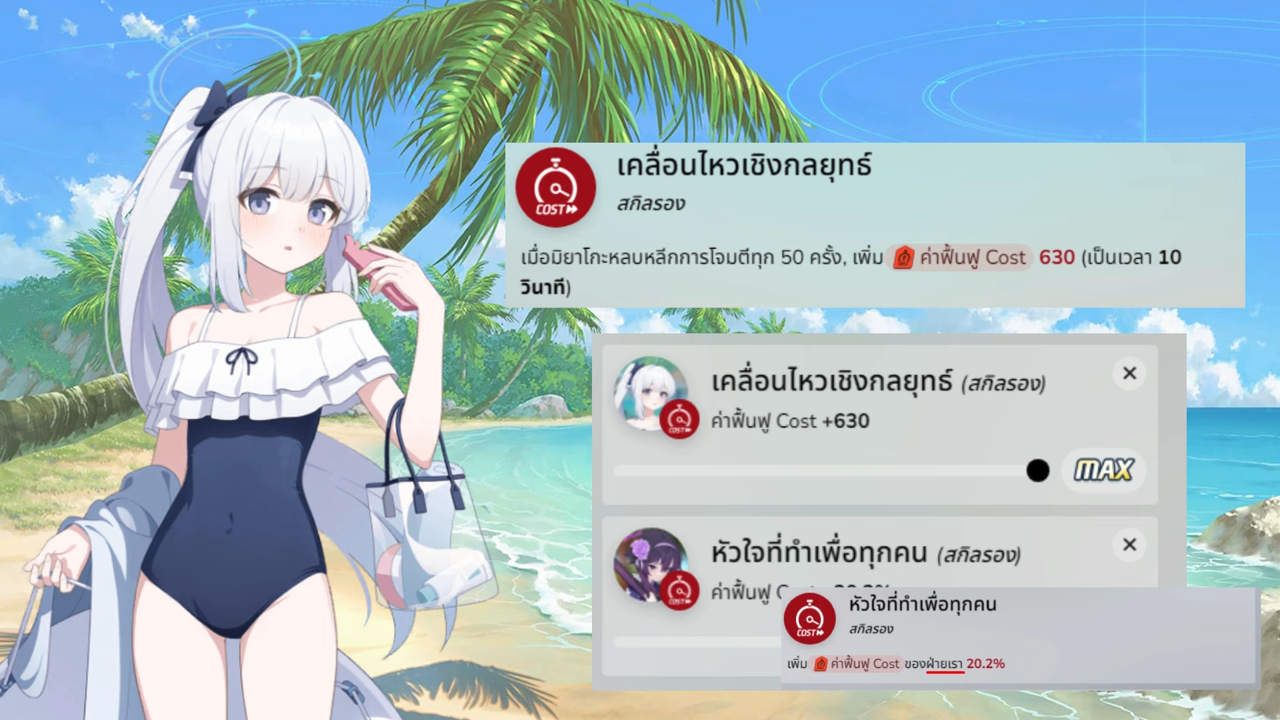 เคลื่อนไหวเชิงกลยุทธ์
สกิลรอง
COST
เมื่อมิยาโกะหลบหลีกการโจมตีทุก 50 ครั้ง, เพิ่ม ค่าฟื้นฟู Cost 630 (เป็นเวลา 10
วินาที)
เคลื่อนไหวเชิงกลยุทธ์ (สกิลรอง)
ค่าฟื้นฟู Cost +630
COST
MAX
หัวใจที่ทำเพื่อทุกคน (สกิลรอง)
ค่าฟื้นฟู
COST
หัวใจที่ทำเพื่อทุกคน
สกิลรอง
COST
เพิ่ม ค่าฟื้นฟู Cost ของฝ่ายเรา 20.2%